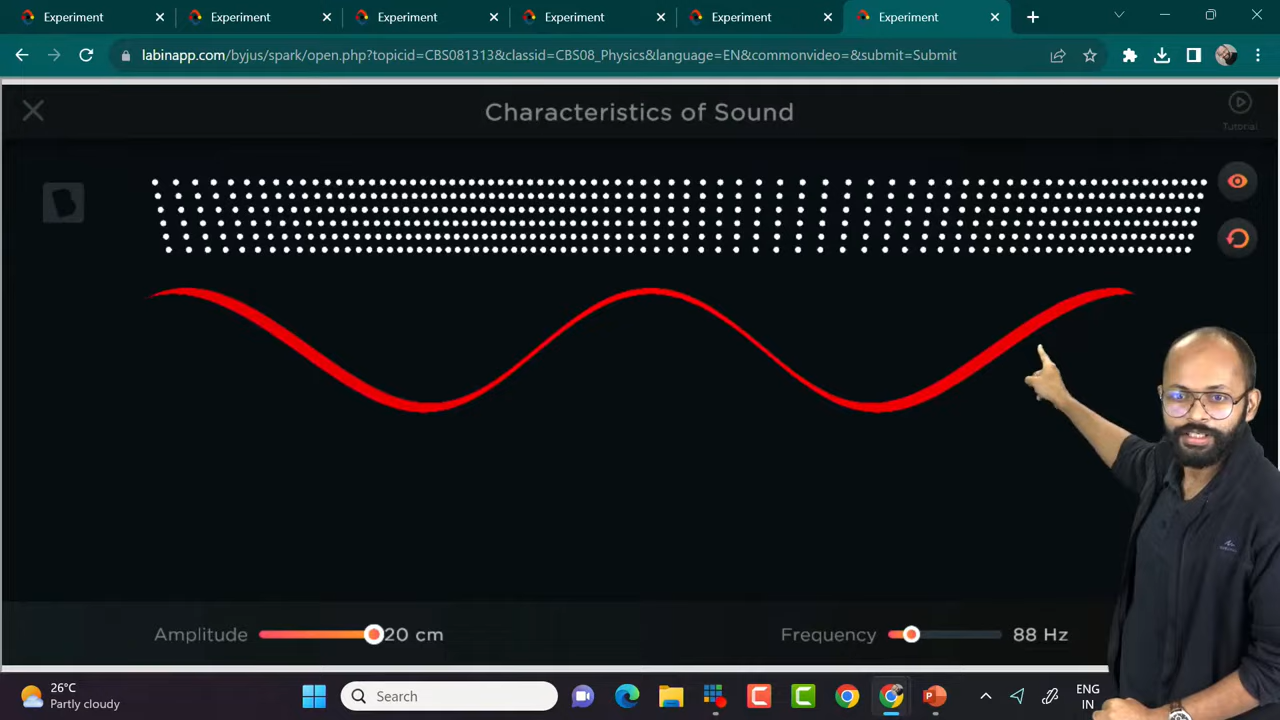 Experiment
Experiment
Experiment
Experiment
Experiment
Experiment
labinapp.com/byjus/spark/open.php?topicid=CBS081313&classid=CBS08_Physics&language=EN&commonvideo=&submit=Submit
Characteristics of Sound
Tutorial
Amplitude 20 cm
Frequency 88 Hz
26°C
Partly cloudy
Search
ENG
IN